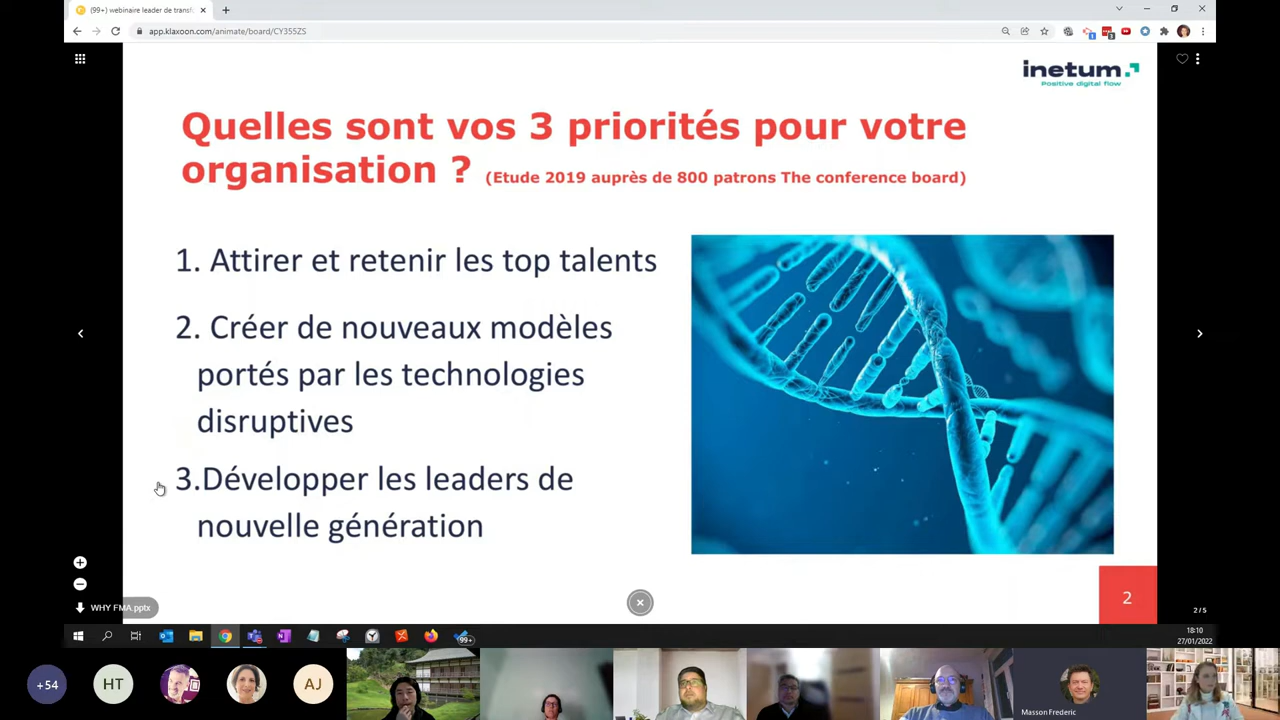 (99+) webinaire leader de transf
app.klaxoon.com/animate/board/CY355ZS
inetum.
Positive digital flow
Quelles sont vos 3 priorités pour votre
organisation ? (Etude 2019 auprès de 800 patrons The conference board)
1. Attirer et retenir les top talents
2. Créer de nouveaux modèles
portés par les technologies
disruptives
3.Développer les leaders de
nouvelle génération
WHY FMA.pptx
2
2 / 5
99+
18:10
27/01/2022
+54
HT
AJ
Masson Frederic